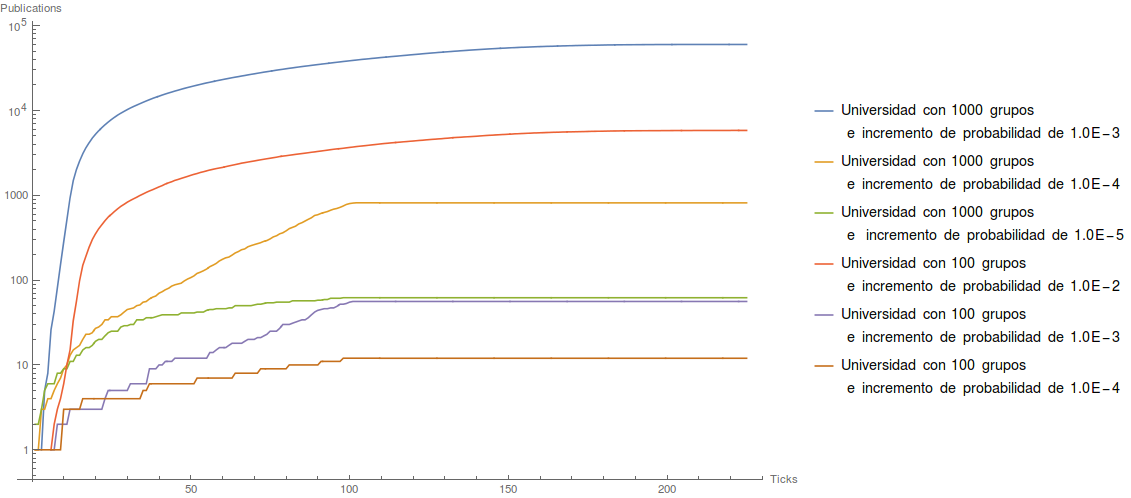 Publications
10^5
10^4
1000
100
10
1
50
100
150
200
Ticks
Universidad con 1000 grupos
e incremento de probabilidad de 1.0E-3
Universidad con 1000 grupos
e incremento de probabilidad de 1.0E-4
Universidad con 1000 grupos
e incremento de probabilidad de 1.0E-5
Universidad con 100 grupos
e incremento de probabilidad de 1.0E-2
Universidad con 100 grupos
e incremento de probabilidad de 1.0E-3
Universidad con 100 grupos
e incremento de probabilidad de 1.0E-4